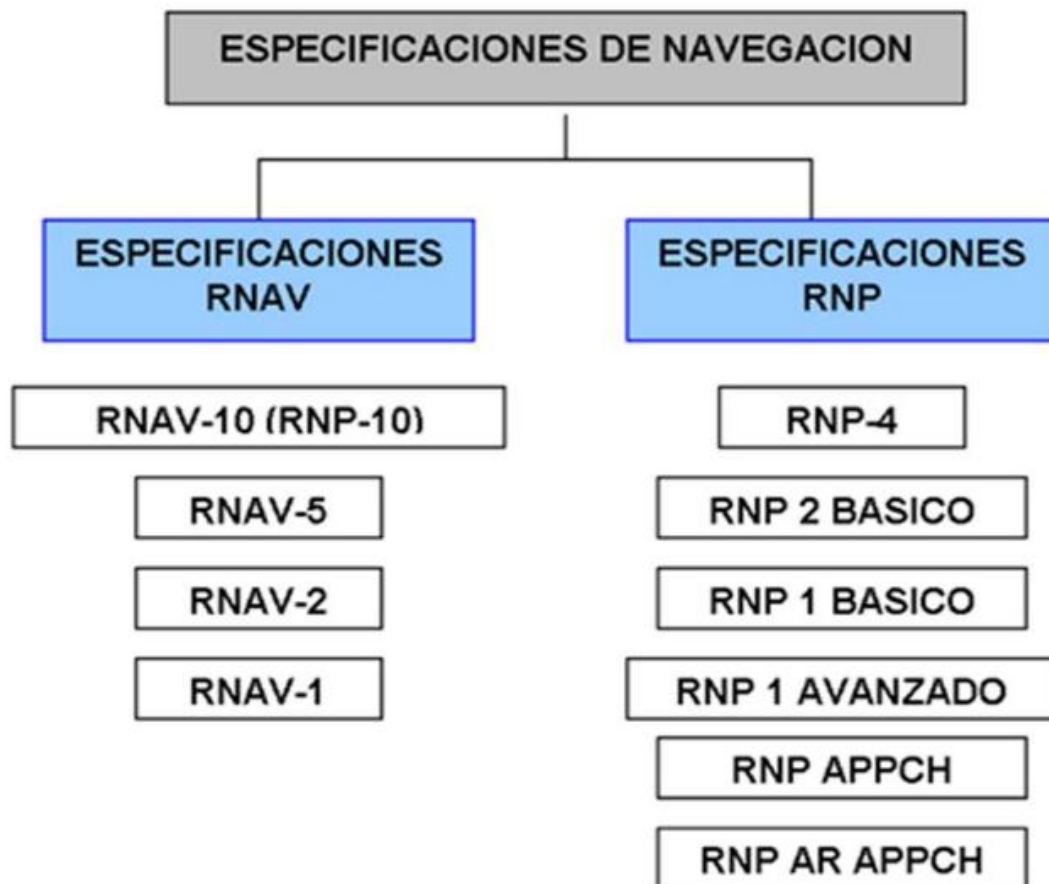 ESPECIFICACIONES DE NAVEGACION
ESPECIFICACIONES
RNAV
RNAV-10 (RNP-10)
RNAV-5
RNAV-2
RNAV-1
ESPECIFICACIONES
RNP
RNP-4
RNP 2 BASICO
RNP 1 BASICO
RNP 1 AVANZADO
RNP APPCH
RNP AR APPCH